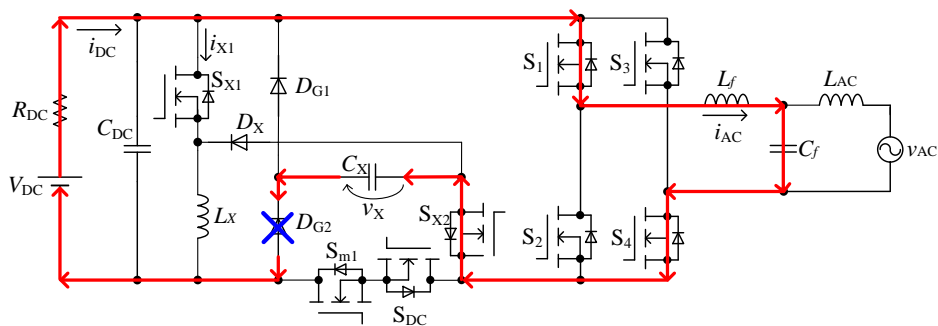 i_DC
i_X1
S_X1
D_G1
S_1
S_3
L_f
L_AC
R_DC
C_DC
D_X
i_AC
C_f
v_AC
V_DC
C_X
L_X
v_X
S_X2
D_G2
S_2
S_4
S_m1
S_DC